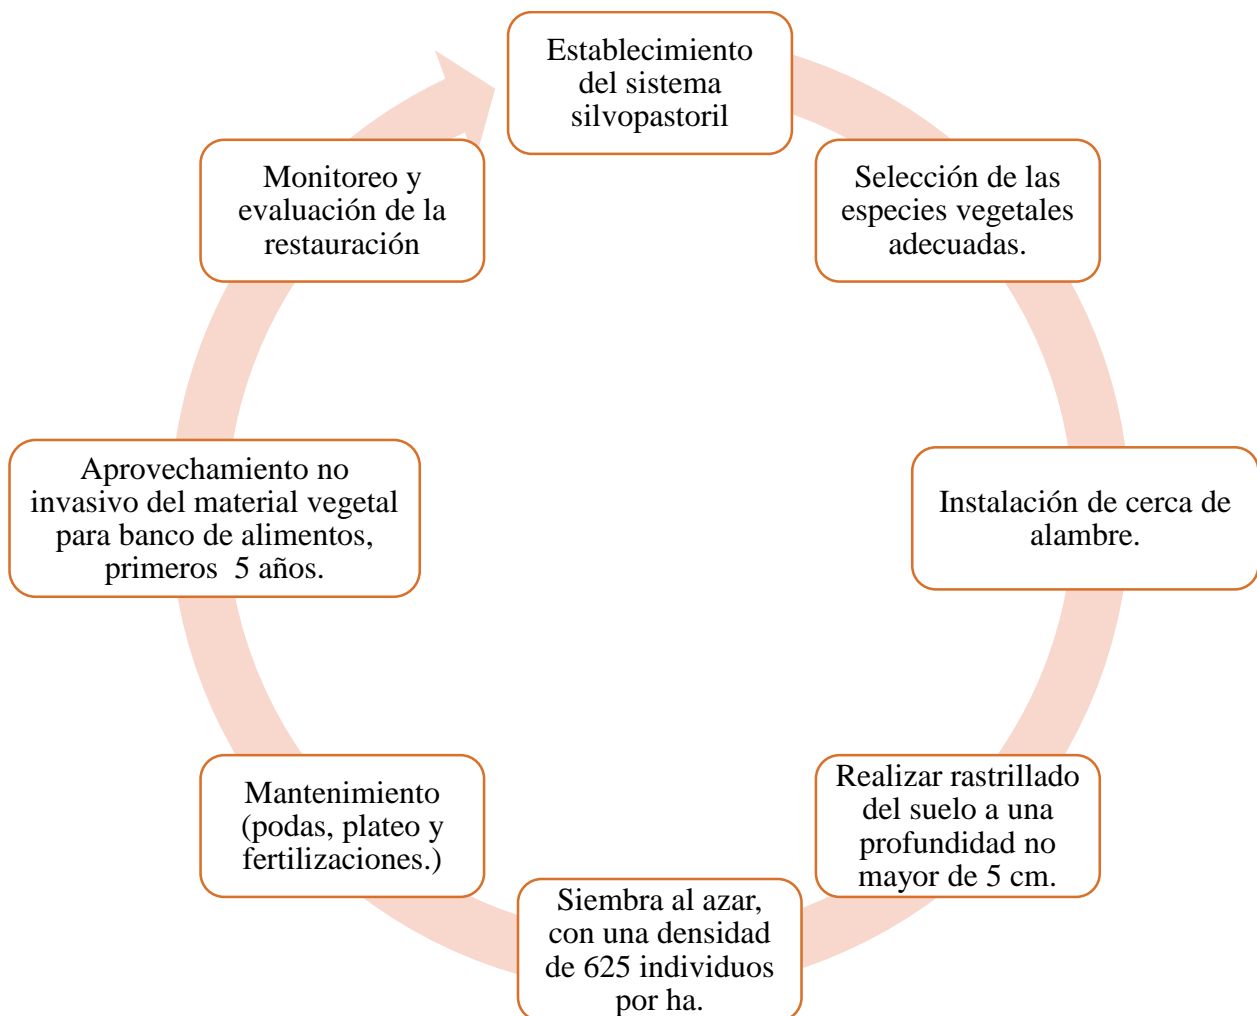 Establecimiento
del sistema
silvopastoril
Selección de las
especies vegetales
adecuadas.
Instalación de cerca de
alambre.
Realizar rastrillado
del suelo a una
profundidad no
mayor de 5 cm.
Siembra al azar,
con una densidad
de 625 individuos
por ha.
Mantenimiento
(podas, plateo y
fertilizaciones.)
Aprovechamiento no
invasivo del material vegetal
para banco de alimentos,
primeros  5 años.
Monitoreo y
evaluación de la
restauración